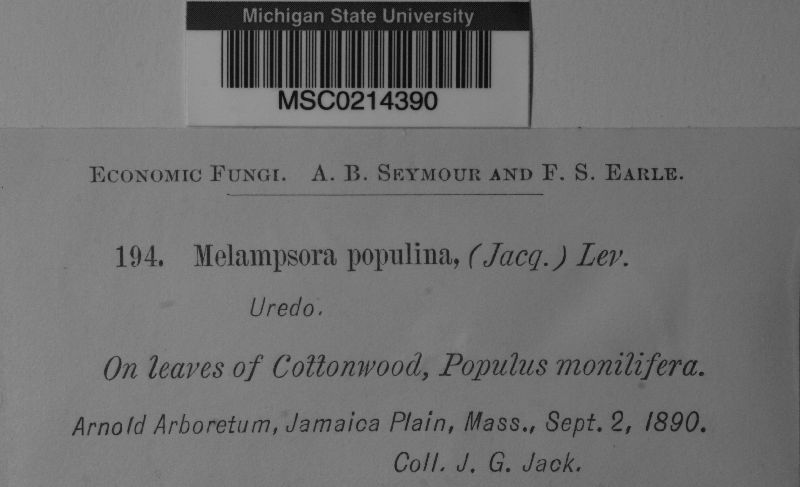 Michigan State University
MSC0214390
Economic Fungi. A. B. Seymour and F. S. Earle.
194. Melampsora populina, (Jacq.) Lev.
Uredo.
On leaves of Cottonwood, Populus monilifera.
Arnold Arboretum, Jamaica Plain, Mass., Sept. 2, 1890.
Coll. J. G. Jack.